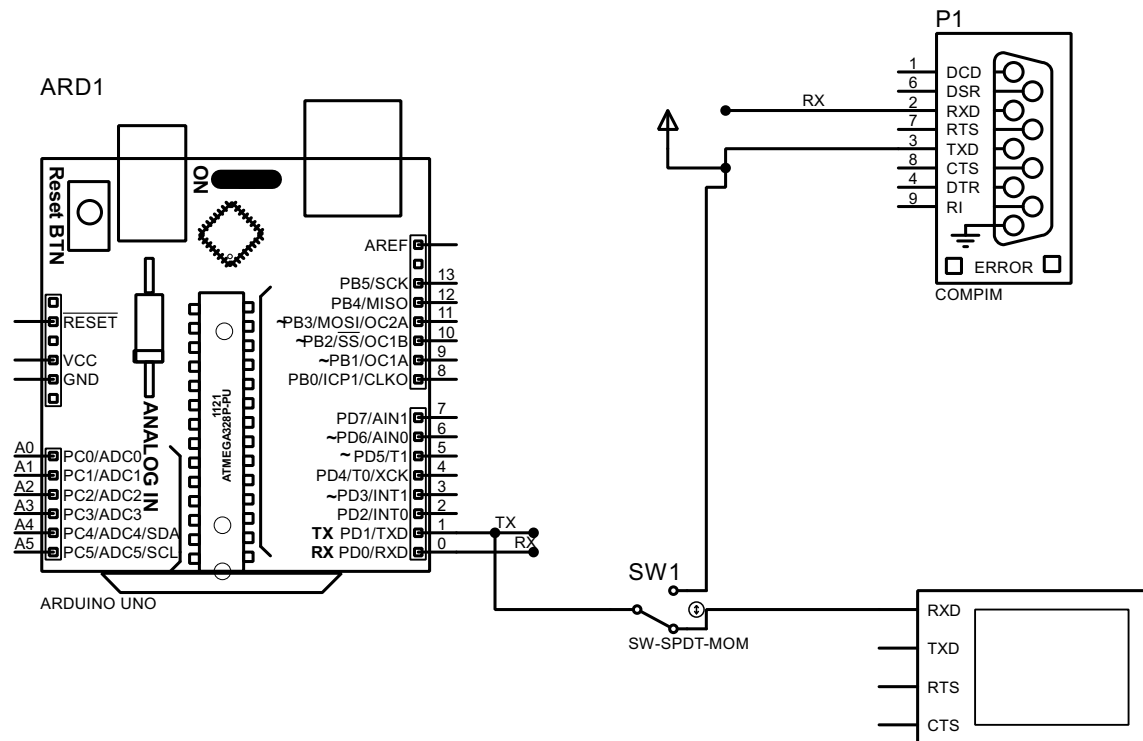 P1
1 DCD
6 DSR
RX 2 RXD
7 RTS
3 TXD
8 CTS
4 DTR
9 RI
ERROR
COMPIM
ARD1
Reset BTN
ON
AREF
PB5/SCK 13
PB4/MISO 12
~PB3/MOSI/OC2A 11
~PB2/SS/OC1B 10
~PB1/OC1A 9
PB0/ICP1/CLKO 8
RESET
VCC
GND
ANALOG IN
1121
ATMEGA328P-PU
PD7/AIN1 7
~PD6/AIN0 6
~PD5/T1 5
PD4/T0/XCK 4
~PD3/INT1 3
PD2/INT0 2
TX PD1/TXD 1 TX
RX PD0/RXD 0 RX
A0 PC0/ADC0
A1 PC1/ADC1
A2 PC2/ADC2
A3 PC3/ADC3
A4 PC4/ADC4/SDA
A5 PC5/ADC5/SCL
ARDUINO UNO
SW1
SW-SPDT-MOM
RXD
TXD
RTS
CTS